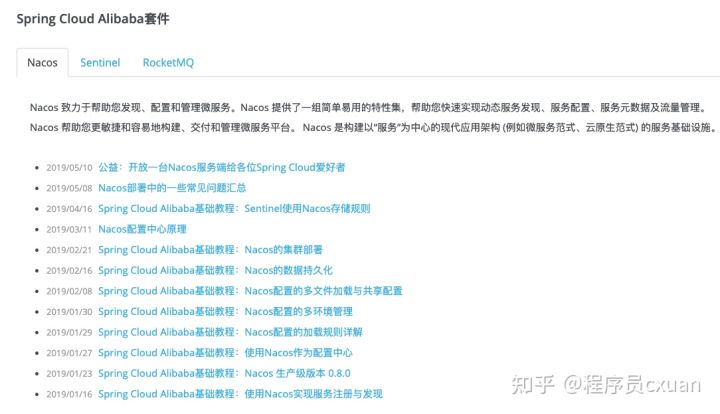 Spring Cloud Alibaba套件
Nacos Sentinel RocketMQ
Nacos 致力于帮助您发现、配置和管理微服务。Nacos 提供了一组简单易用的特性集，帮助您快速实现动态服务发现、服务配置、服务元数据及流量管理。
Nacos 帮助您更敏捷和容易地构建、交付和管理微服务平台。 Nacos 是构建以“服务”为中心的现代应用架构 (例如微服务范式、云原生范式) 的服务基础设施。
2019/05/10 公益：开放一台Nacos服务端给各位Spring Cloud爱好者
2019/05/08 Nacos部署中的一些常见问题汇总
2019/04/16 Spring Cloud Alibaba基础教程：Sentinel使用Nacos存储规则
2019/03/11 Nacos配置中心原理
2019/02/21 Spring Cloud Alibaba基础教程：Nacos的集群部署
2019/02/16 Spring Cloud Alibaba基础教程：Nacos的数据持久化
2019/02/08 Spring Cloud Alibaba基础教程：Nacos配置的多文件加载与共享配置
2019/01/30 Spring Cloud Alibaba基础教程：Nacos配置的多环境管理
2019/01/29 Spring Cloud Alibaba基础教程：Nacos配置的加载规则详解
2019/01/27 Spring Cloud Alibaba基础教程：使用Nacos作为配置中心
2019/01/23 Spring Cloud Alibaba基础教程：Nacos 生产级版本 0.8.0
2019/01/16 Spring Cloud Alibaba基础教程：使用Nacos实现服务注册与发现
知乎 @程序员cxuan